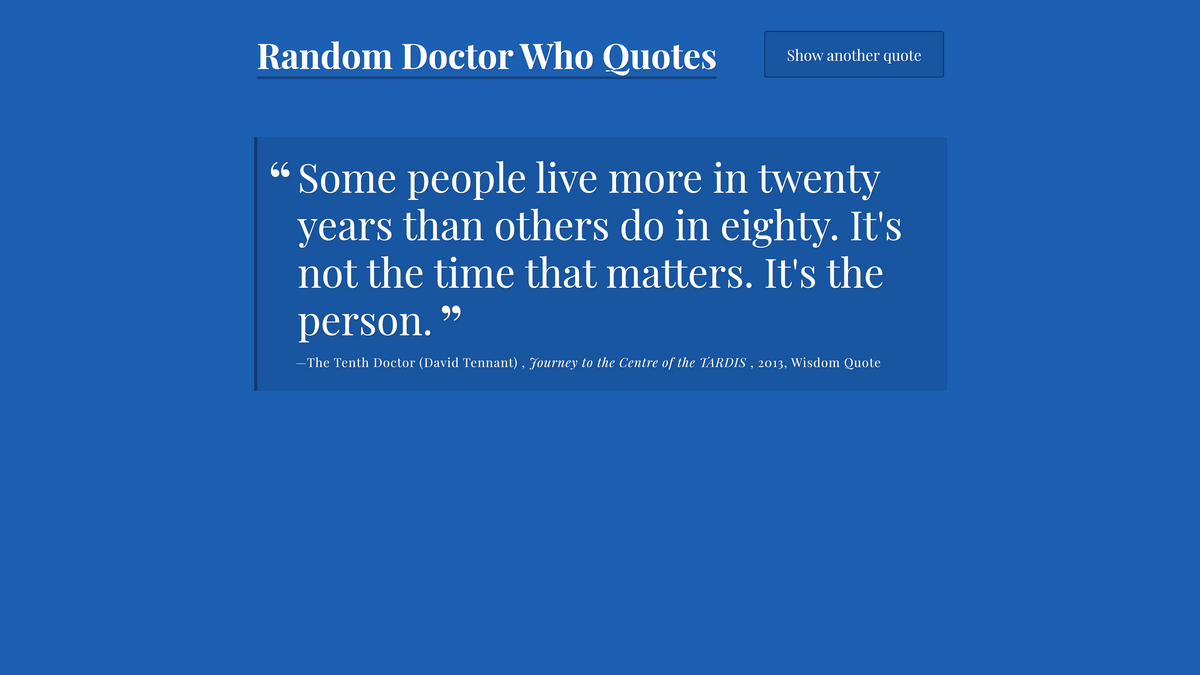 Random Doctor Who Quotes
Show another quote
“ Some people live more in twenty
years than others do in eighty. It's
not the time that matters. It's the
person. ”
—The Tenth Doctor (David Tennant) , Journey to the Centre of the TARDIS , 2013, Wisdom Quote